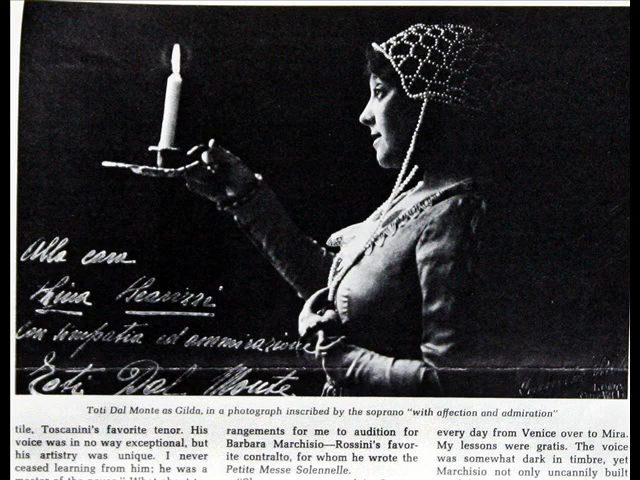 Alla cara
Lina
con simpatia ed ammirazione
Toti Dal Monte
Toti Dal Monte as Gilda, in a photograph inscribed by the soprano "with affection and admiration"
tile, Toscanini's favorite tenor. His
voice was in no way exceptional, but
his artistry was unique. I never
ceased learning from him; he was a
rangements for me to audition for
Barbara Marchisio—Rossini's favor-
ite contralto, for whom he wrote the
Petite Messe Solennelle.
every day from Venice over to Mira.
My lessons were gratis. The voice
was somewhat dark in timbre, yet
Marchisio not only uncannily built